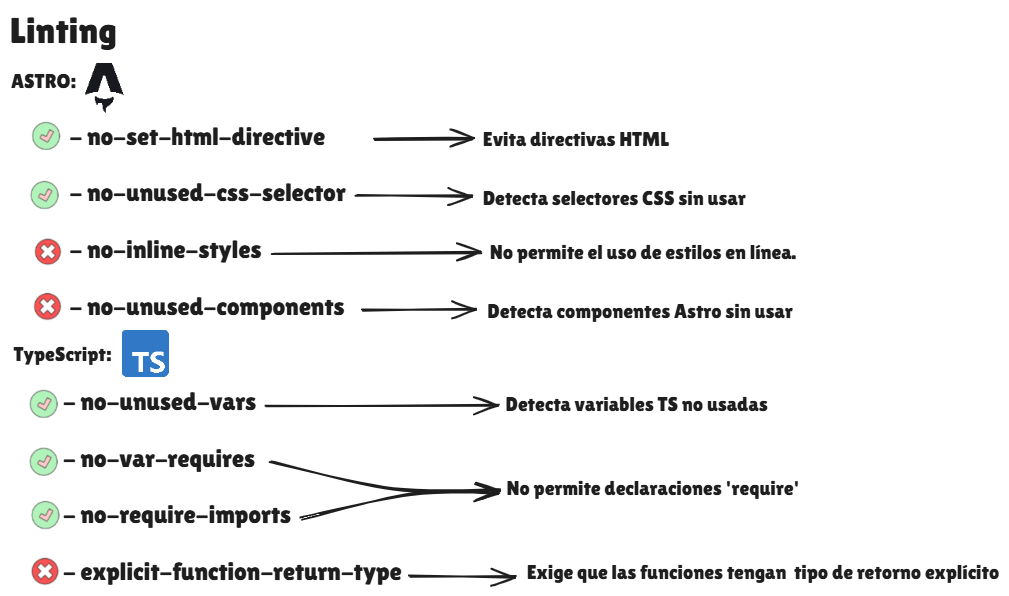 Linting
ASTRO:
- no-set-html-directive Evita directivas HTML
- no-unused-css-selector Detecta selectores CSS sin usar
- no-inline-styles No permite el uso de estilos en línea.
- no-unused-components Detecta componentes Astro sin usar
TypeScript: TS
- no-unused-vars Detecta variables TS no usadas
- no-var-requires
No permite declaraciones 'require'
- no-require-imports
- explicit-function-return-type Exige que las funciones tengan tipo de retorno explícito